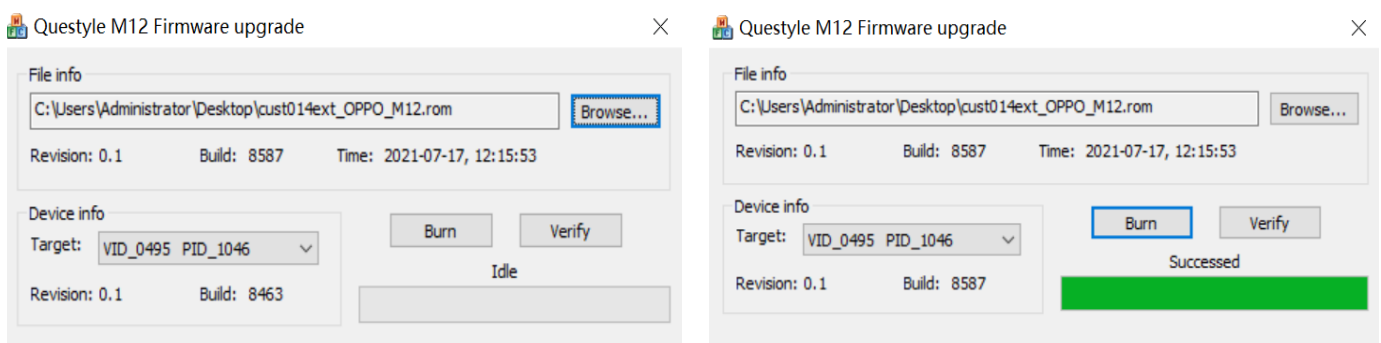 Questyle M12 Firmware upgrade
File info
C:\Users\Administrator\Desktop\cust014ext_OPPO_M12.rom Browse...
Revision: 0.1 Build: 8587 Time: 2021-07-17, 12:15:53
Device info
Target: VID_0495 PID_1046 Burn Verify
Idle
Revision: 0.1 Build: 8463
Questyle M12 Firmware upgrade
File info
C:\Users\Administrator\Desktop\cust014ext_OPPO_M12.rom Browse...
Revision: 0.1 Build: 8587 Time: 2021-07-17, 12:15:53
Device info
Target: VID_0495 PID_1046 Burn Verify
Successed
Revision: 0.1 Build: 8587